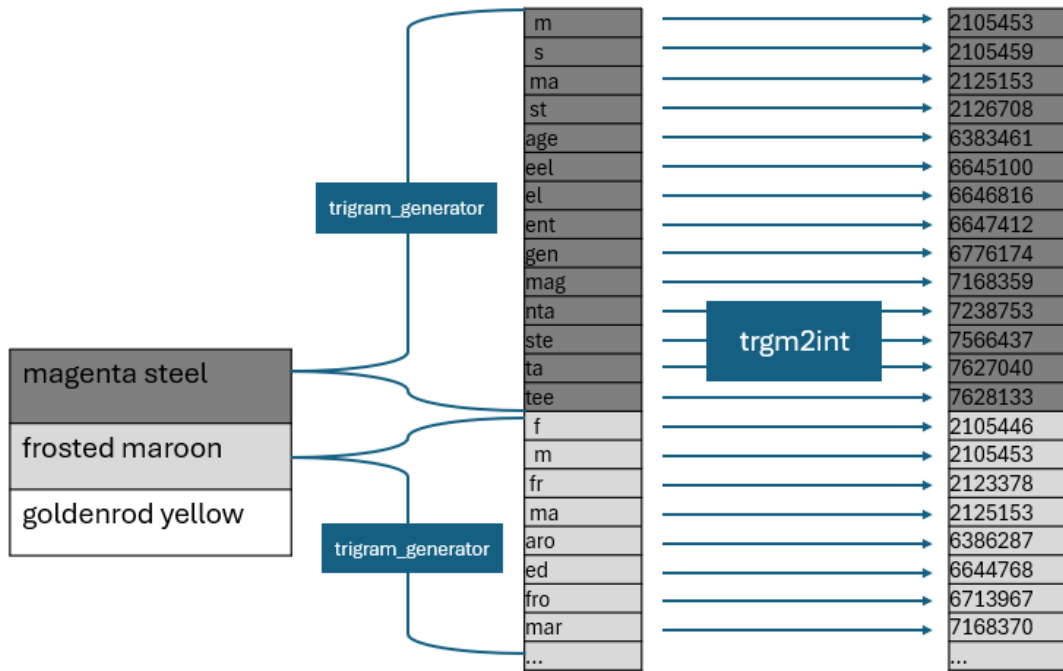 magenta steel
frosted maroon
goldenrod yellow
trigram_generator
trigram_generator
m
s
ma
st
age
eel
el
ent
gen
mag
nta
ste
ta
tee
f
m
fr
ma
aro
ed
fro
mar
...
trgm2int
2105453
2105459
2125153
2126708
6383461
6645100
6646816
6647412
6776174
7168359
7238753
7566437
7627040
7628133
2105446
2105453
2123378
2125153
6386287
6644768
6713967
7168370
...